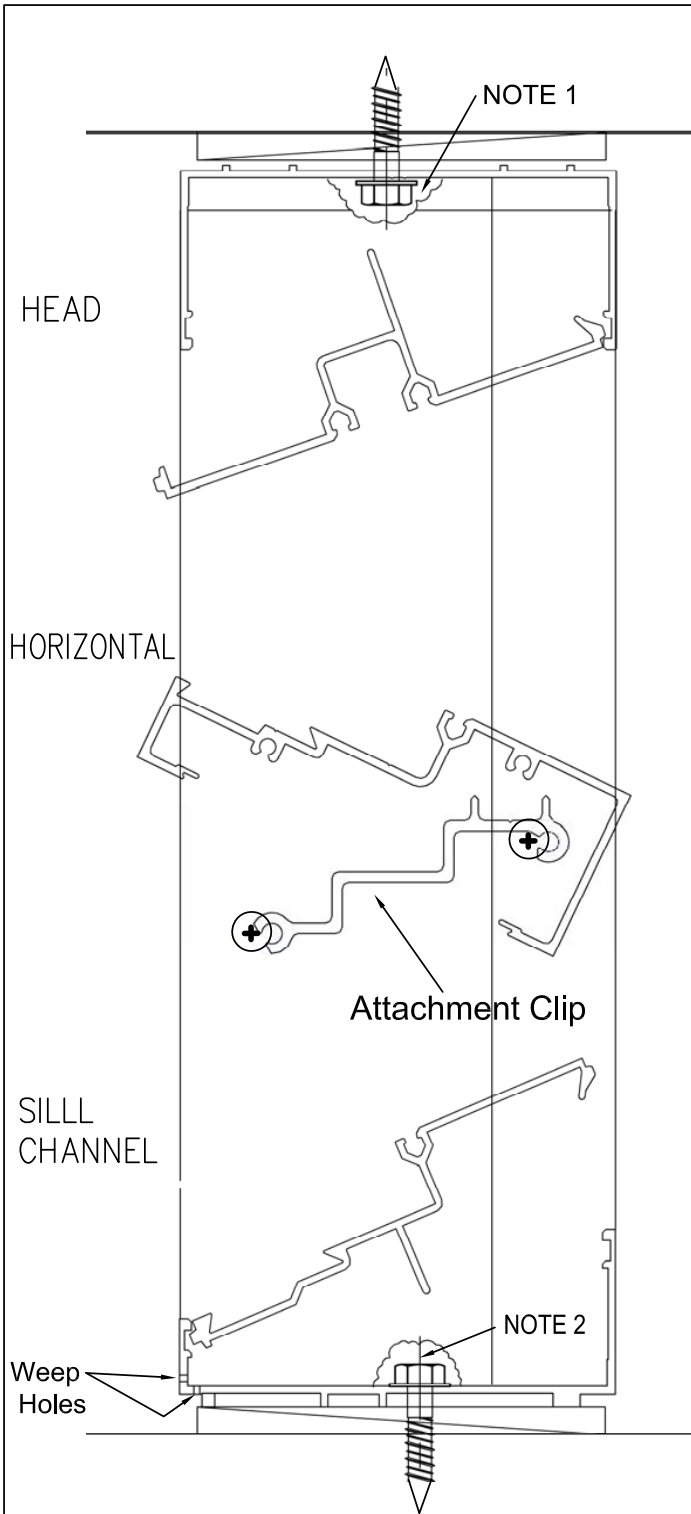 NOTE 1
HEAD
HORIZONTAL
Attachment Clip
SILLL
CHANNEL
NOTE 2
Weep
Holes